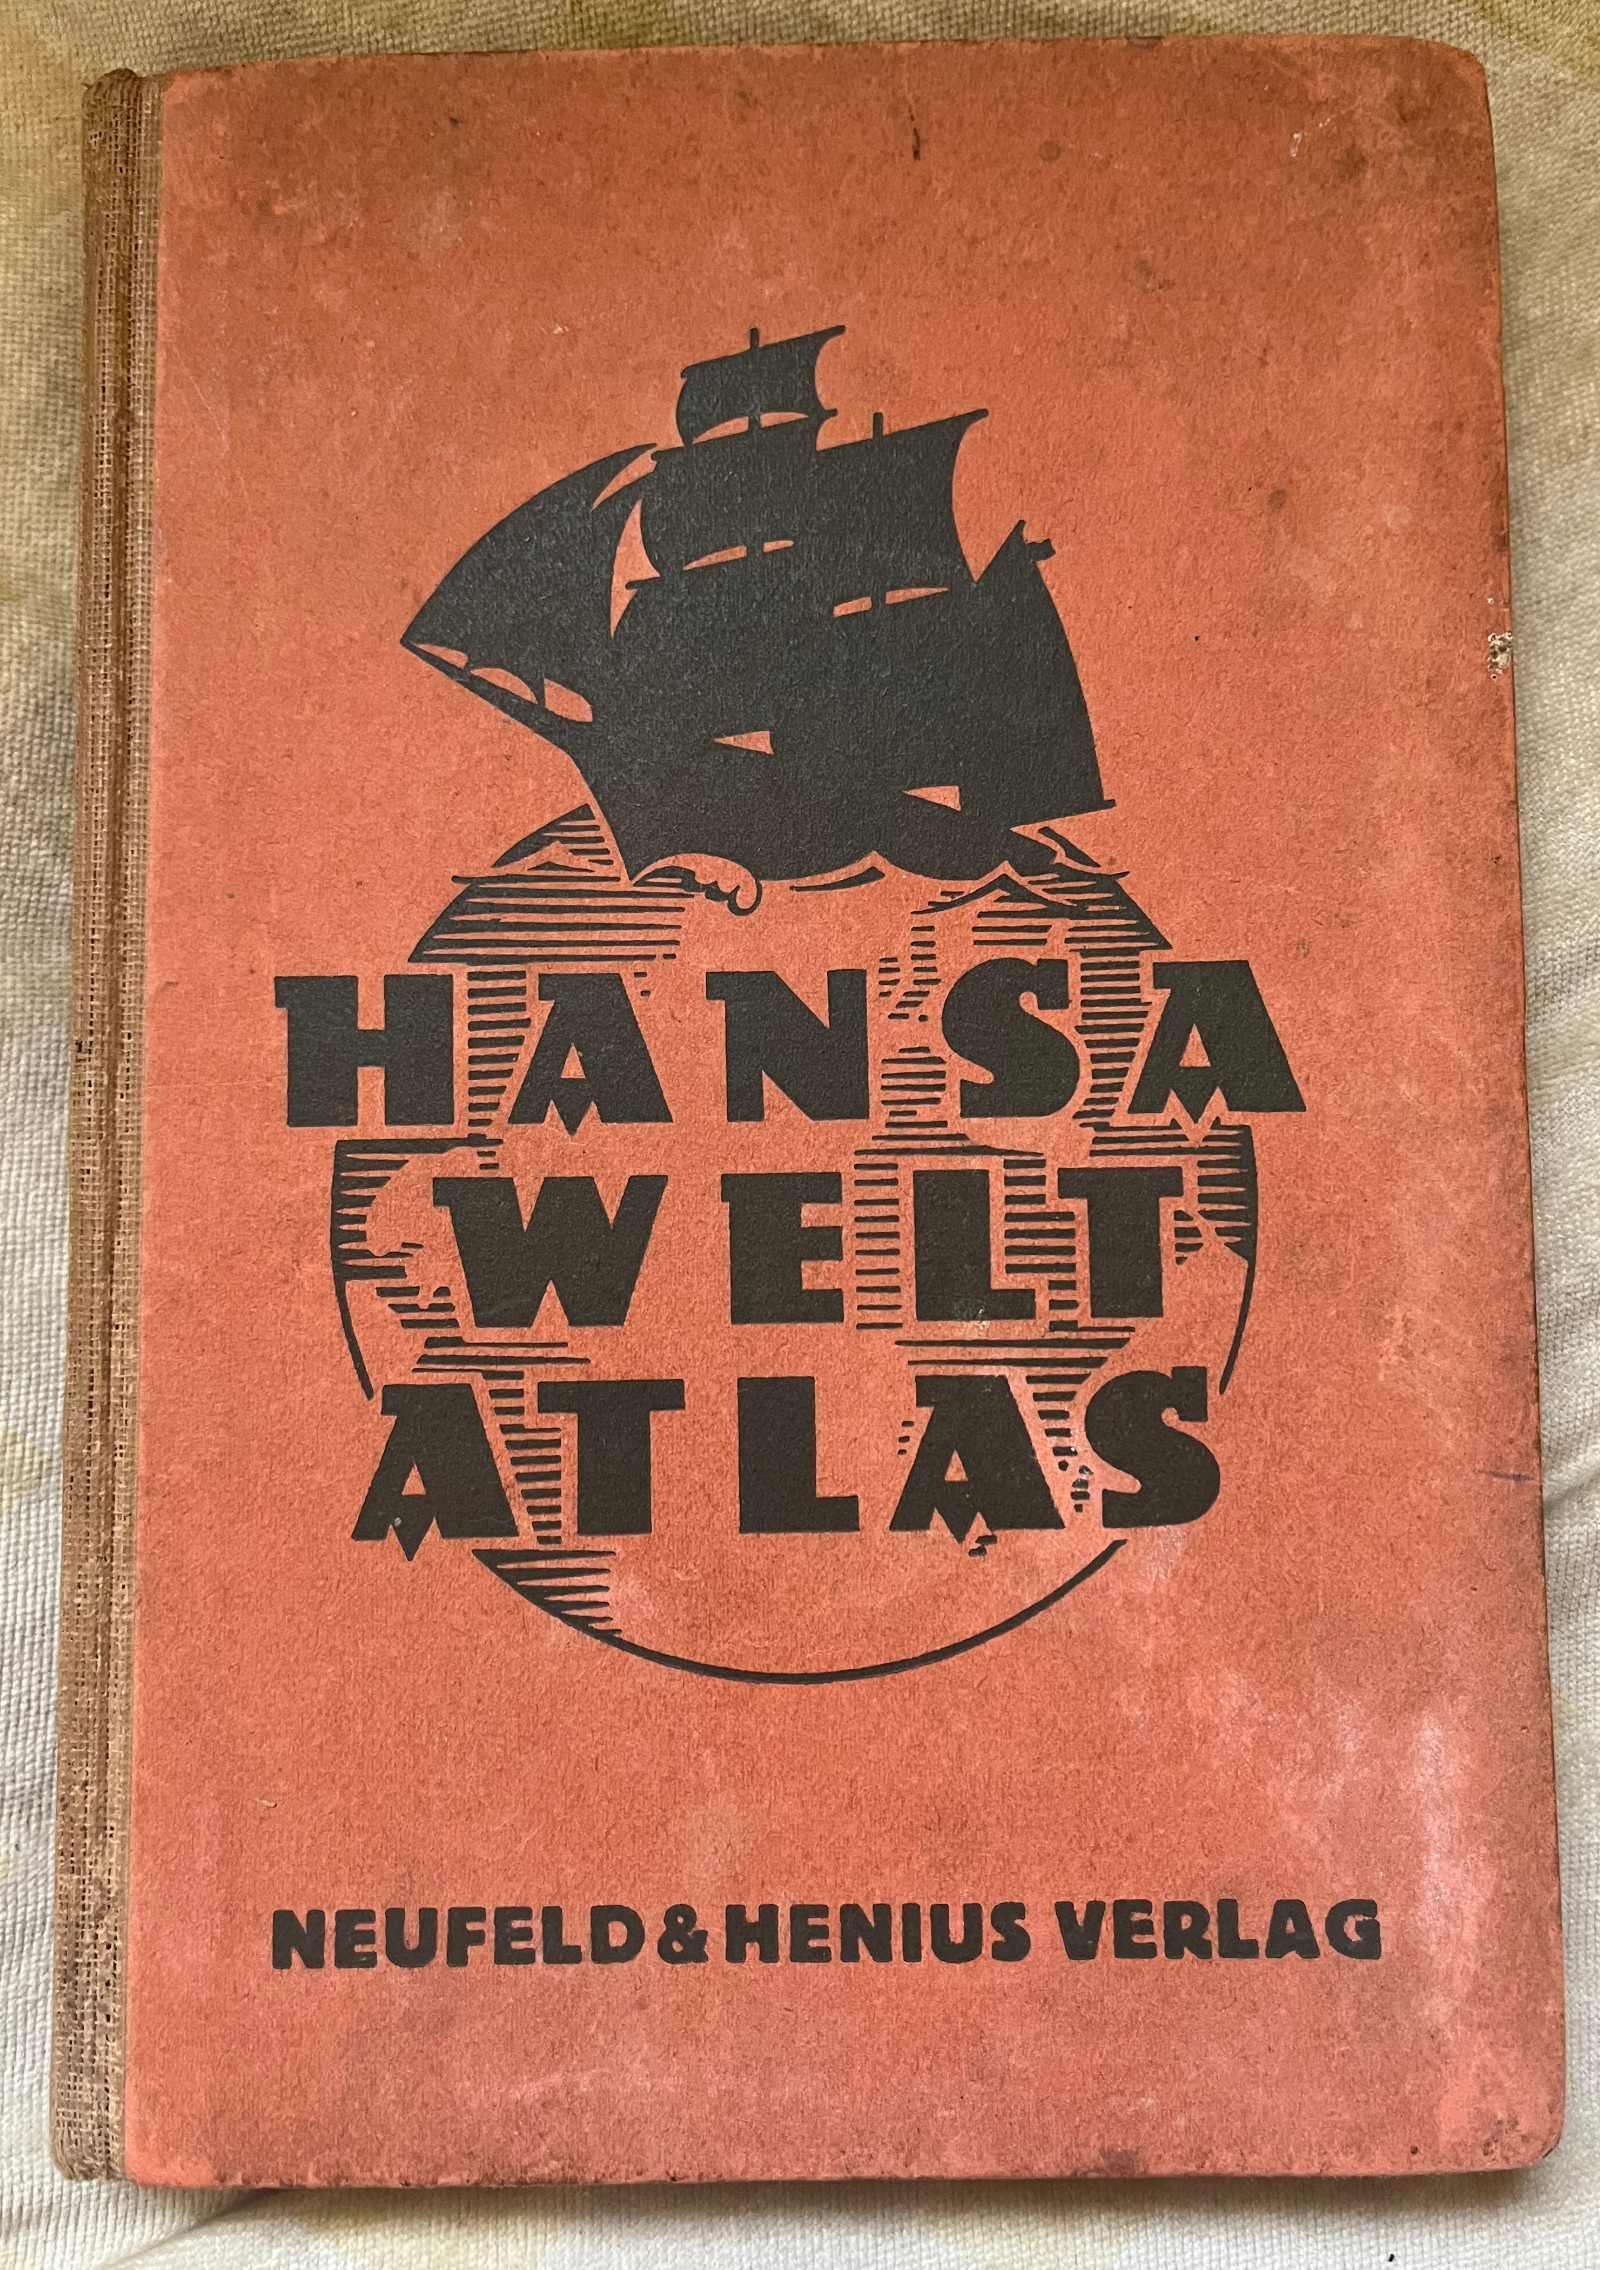 HANSA
WELT
ATLAS
NEUFELD & HENIUS VERLAG